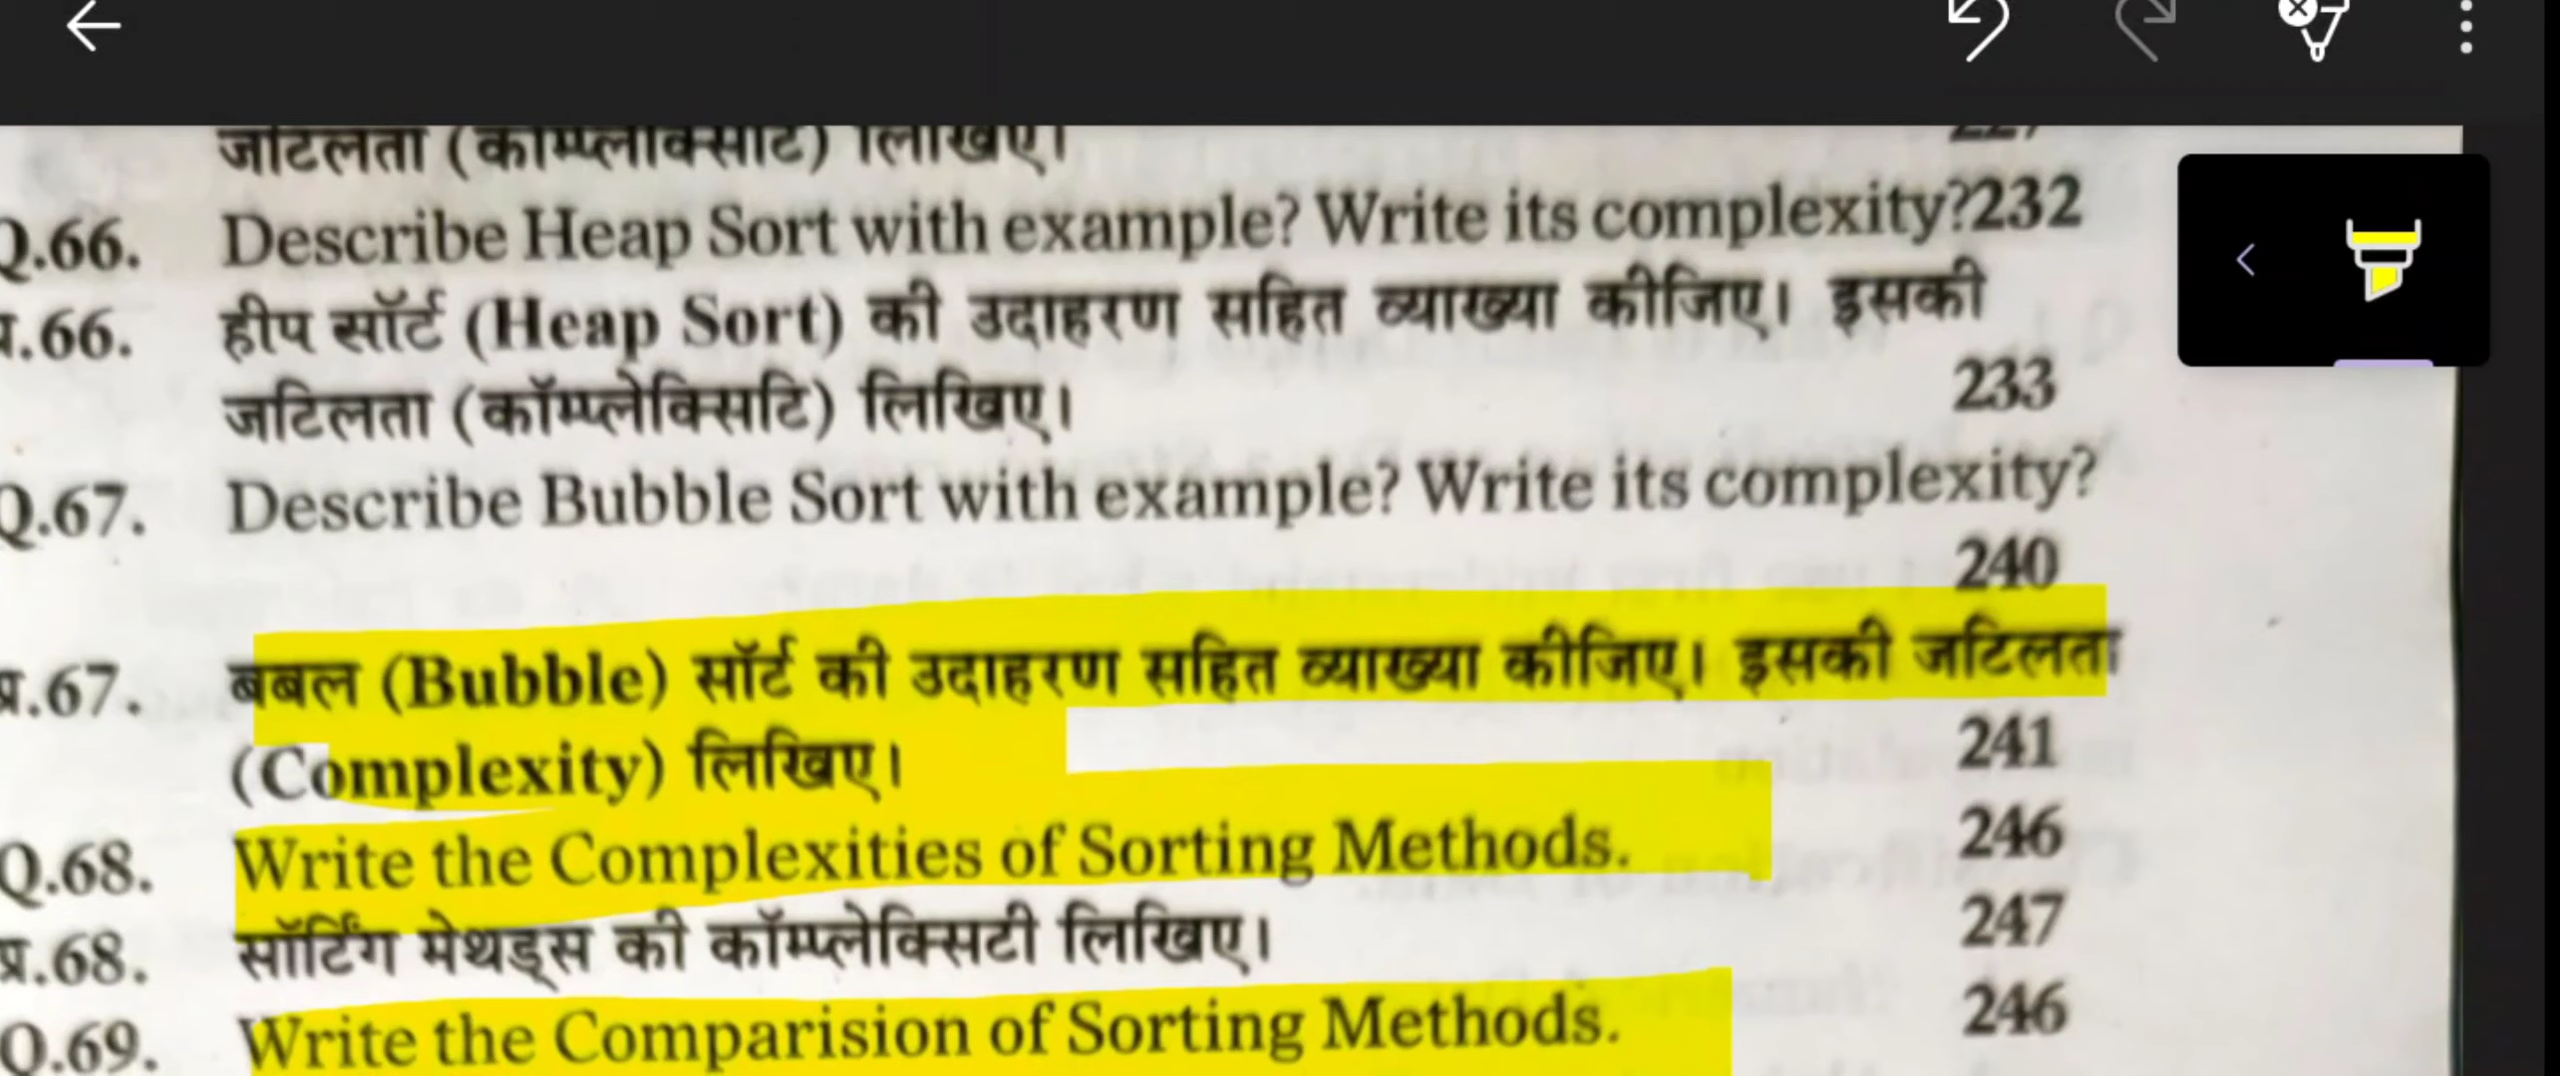 जटिलता (कॉम्प्लेक्सिटि) लिखिए। 227
Q.66. Describe Heap Sort with example? Write its complexity?232
प्र.66. हीप सॉर्ट (Heap Sort) की उदाहरण सहित व्याख्या कीजिए। इसकी
जटिलता (कॉम्प्लेक्सिटि) लिखिए। 233
Q.67. Describe Bubble Sort with example? Write its complexity?
240
प्र.67. बबल (Bubble) सॉर्ट की उदाहरण सहित व्याख्या कीजिए। इसकी जटिलता
(Complexity) लिखिए। 241
Q.68. Write the Complexities of Sorting Methods. 246
प्र.68. सॉर्टिंग मेथड्स की कॉम्प्लेक्सिटी लिखिए। 247
Q.69. Write the Comparision of Sorting Methods. 246